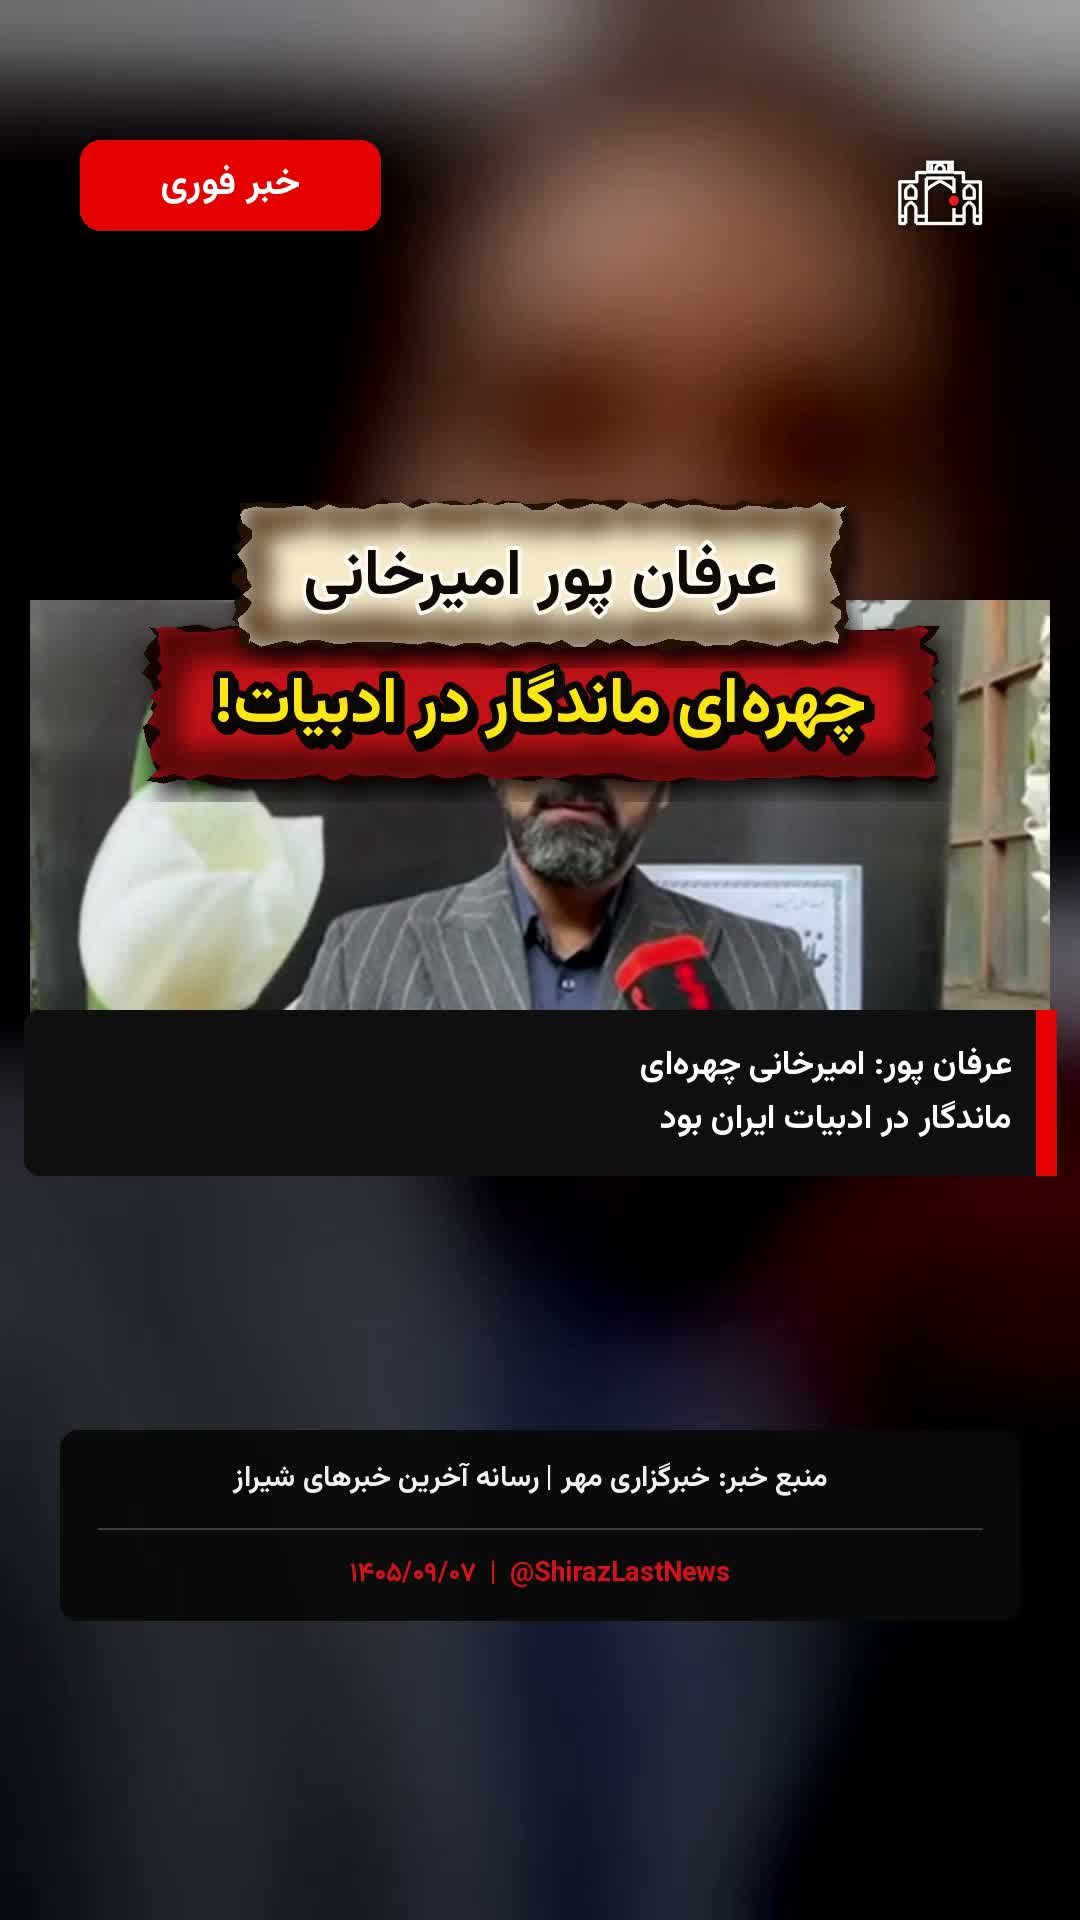 خبر فوری
عرفان پور امیرخانی
چهره‌ای ماندگار در ادبیات!
عرفان پور: امیرخانی چهره‌ای
ماندگار در ادبیات ایران بود
منبع خبر: خبرگزاری مهر | رسانه آخرین خبرهای شیراز
۱۴۰۵/۰۹/۰۷ | @ShirazLastNews